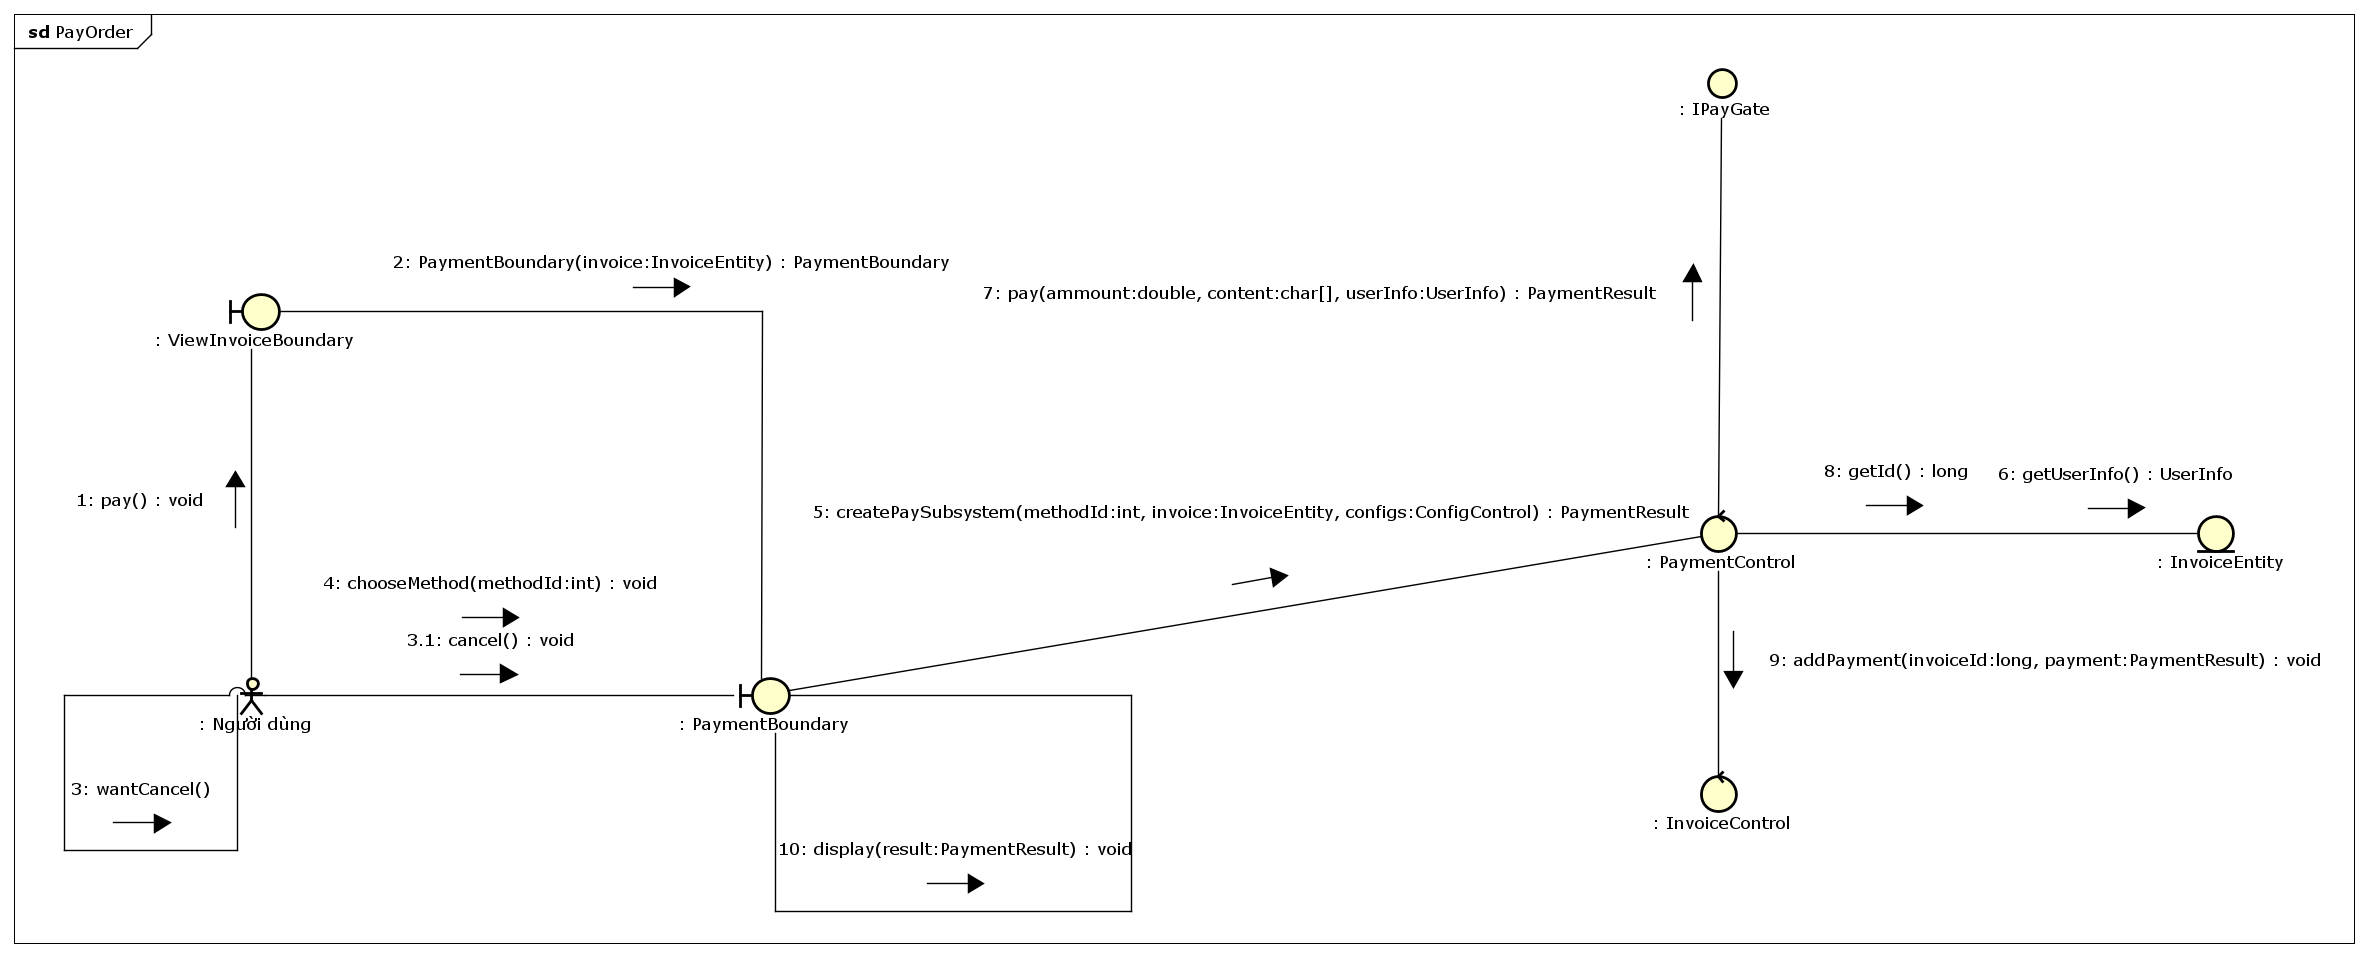 sd PayOrder
: IPayGate
2: PaymentBoundary(invoice:InvoiceEntity) : PaymentBoundary
7: pay(ammount:double, content:char[], userInfo:UserInfo) : PaymentResult
: ViewInvoiceBoundary
8: getId() : long
6: getUserInfo() : UserInfo
1: pay() : void
5: createPaySubsystem(methodId:int, invoice:InvoiceEntity, configs:ConfigControl) : PaymentResult
: PaymentControl
: InvoiceEntity
4: chooseMethod(methodId:int) : void
3.1: cancel() : void
9: addPayment(invoiceId:long, payment:PaymentResult) : void
: Người dùng
: PaymentBoundary
3: wantCancel()
: InvoiceControl
10: display(result:PaymentResult) : void